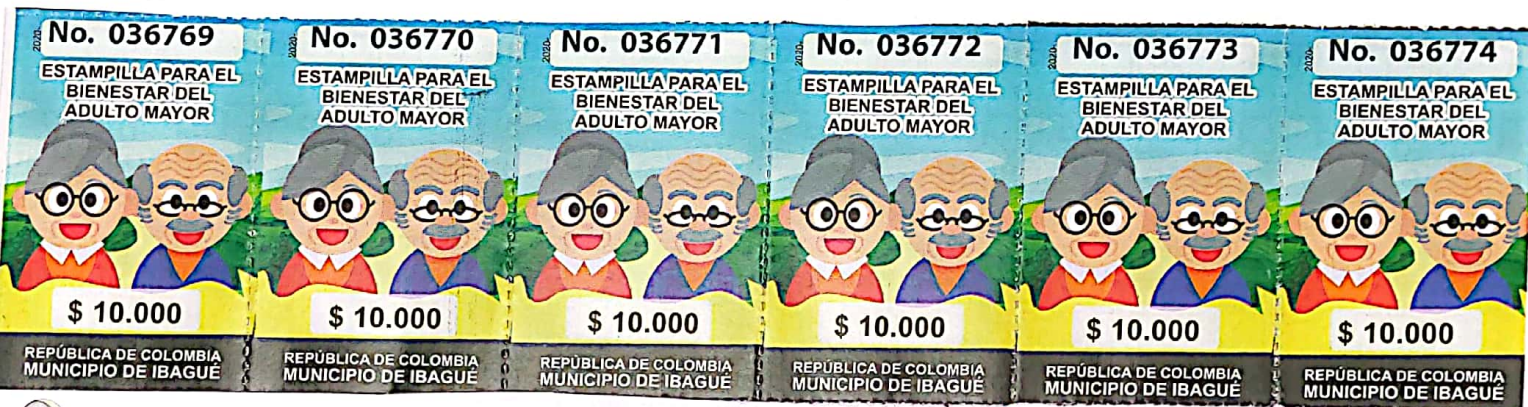 2020
No. 036769
ESTAMPILLA PARA EL
BIENESTAR DEL
ADULTO MAYOR
$ 10.000
REPÚBLICA DE COLOMBIA
MUNICIPIO DE IBAGUÉ
2020
No. 036770
ESTAMPILLA PARA EL
BIENESTAR DEL
ADULTO MAYOR
$ 10.000
REPÚBLICA DE COLOMBIA
MUNICIPIO DE IBAGUÉ
No. 036771
ESTAMPILLA PARA EL
BIENESTAR DEL
ADULTO MAYOR
$ 10.000
REPÚBLICA DE COLOMBIA
MUNICIPIO DE IBAGUÉ
2020
No. 036772
ESTAMPILLA PARA EL
BIENESTAR DEL
ADULTO MAYOR
$ 10.000
REPÚBLICA DE COLOMBIA
MUNICIPIO DE IBAGUÉ
2020
No. 036773
ESTAMPILLA PARA EL
BIENESTAR DEL
ADULTO MAYOR
$ 10.000
REPÚBLICA DE COLOMBIA
MUNICIPIO DE IBAGUÉ
2020
No. 036774
ESTAMPILLA PARA EL
BIENESTAR DEL
ADULTO MAYOR
$ 10.000
REPÚBLICA DE COLOMBIA
MUNICIPIO DE IBAGUÉ